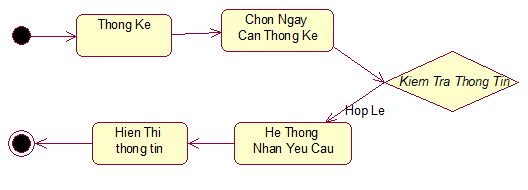 Thong Ke
Chon Ngay
Can Thong Ke
Kiem Tra Thong Tin
Hop Le
He Thong
Nhan Yeu Cau
Hien Thi
thong tin